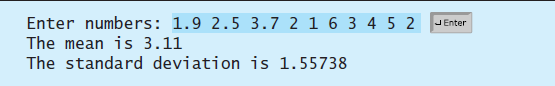 Enter numbers: 1.9 2.5 3.7 2 1 6 3 4 5 2 ↵Enter
The mean is 3.11
The standard deviation is 1.55738